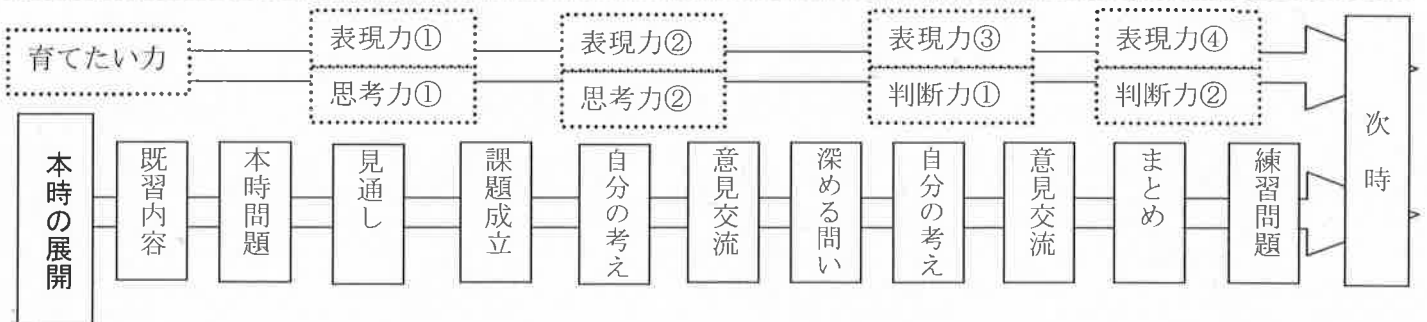 育てたい力
表現力①
思考力①
表現力②
思考力②
表現力③
判断力①
表現力④
判断力②
次時
本時の展開
既習内容
本時問題
見通し
課題成立
自分の考え
意見交流
深める問い
自分の考え
意見交流
まとめ
練習問題